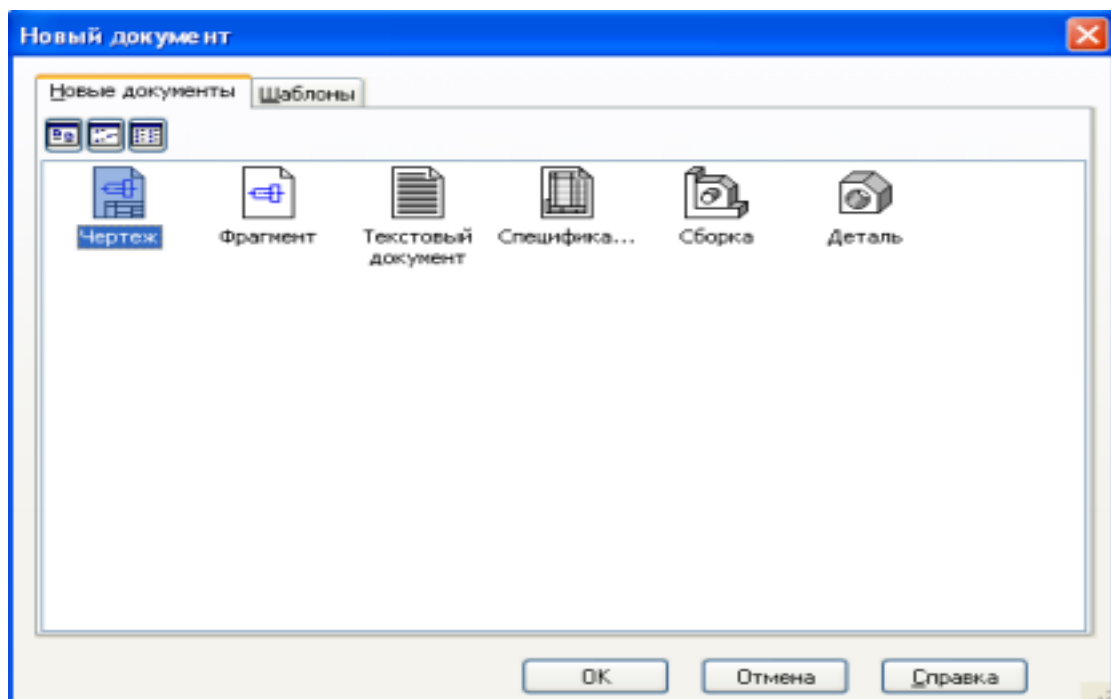 Новый документ
Новые документы Шаблоны
Чертеж Фрагмент Текстовый документ Специфика... Сборка Деталь
OK Отмена Справка